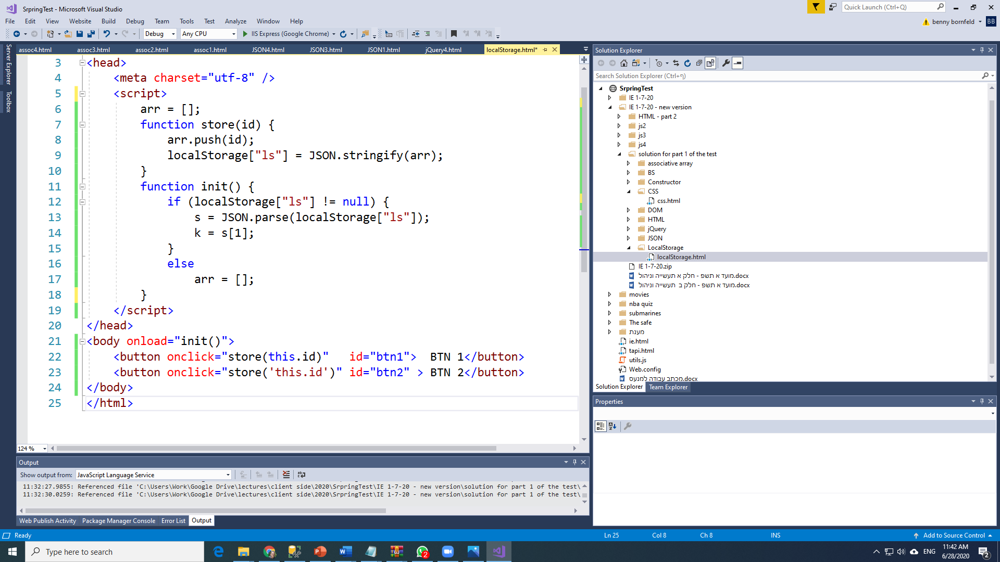 SrpringTest - Microsoft Visual Studio
Quick Launch (Ctrl+Q)
File Edit View Website Build Debug Team Tools Test Analyze Window Help
benny bornfeld BB
Debug Any CPU IIS Express (Google Chrome)
Server Explorer
Toolbox
assoc4.html assoc3.html assoc2.html assoc1.html JSON4.html JSON3.html JSON1.html jQuery4.html localStorage.html*
3 <head>
4 <meta charset="utf-8" />
5 <script>
6 arr = [];
7 function store(id) {
8 arr.push(id);
9 localStorage["ls"] = JSON.stringify(arr);
10 }
11 function init() {
12 if (localStorage["ls"] != null) {
13 s = JSON.parse(localStorage["ls"]);
14 k = s[1];
15 }
16 else
17 arr = [];
18 }
19 </script>
20 </head>
21 <body onload="init()">
22 <button onclick="store(this.id)" id="btn1"> BTN 1</button>
23 <button onclick="store('this.id')" id="btn2" > BTN 2</button>
24 </body>
25 </html>
124 %
Output
Show output from: JavaScript Language Service
11:32:27.9855: Referenced file 'C:\Users\Work\Google Drive\lectures\client side\2020\SrpringTest\IE 1-7-20 - new version\solution for part 1 of the test\
11:32:30.0259: Referenced file 'C:\Users\Work\Google Drive\lectures\client side\2020\SrpringTest\IE 1-7-20 - new version\solution for part 1 of the test\
Web Publish Activity Package Manager Console Error List Output
Solution Explorer
Search Solution Explorer (Ctrl+ף)
SrpringTest
IE 1-7-20
IE 1-7-20 - new version
HTML - part 2
js2
js3
js4
solution for part 1 of the test
associative array
BS
Constructor
CSS
css.html
DOM
HTML
jQuery
JSON
LocalStorage
localStorage.html
IE 1-7-20.zip
מועד א תשפ - חלק א תעשייה וניהול.docx
מועד א תשפ - חלק ב תעשייה וניהול.docx
movies
nba quiz
submarines
The safe
מענת
ie.html
tapi.html
utils.js
Web.config
מכתב עבודה למנעס.docx
Solution Explorer Team Explorer
Properties
Ready Ln 25 Col 8 Ch 8 INS Add to Source Control
Type here to search
2
ENG
11:42 AM
6/28/2020
2